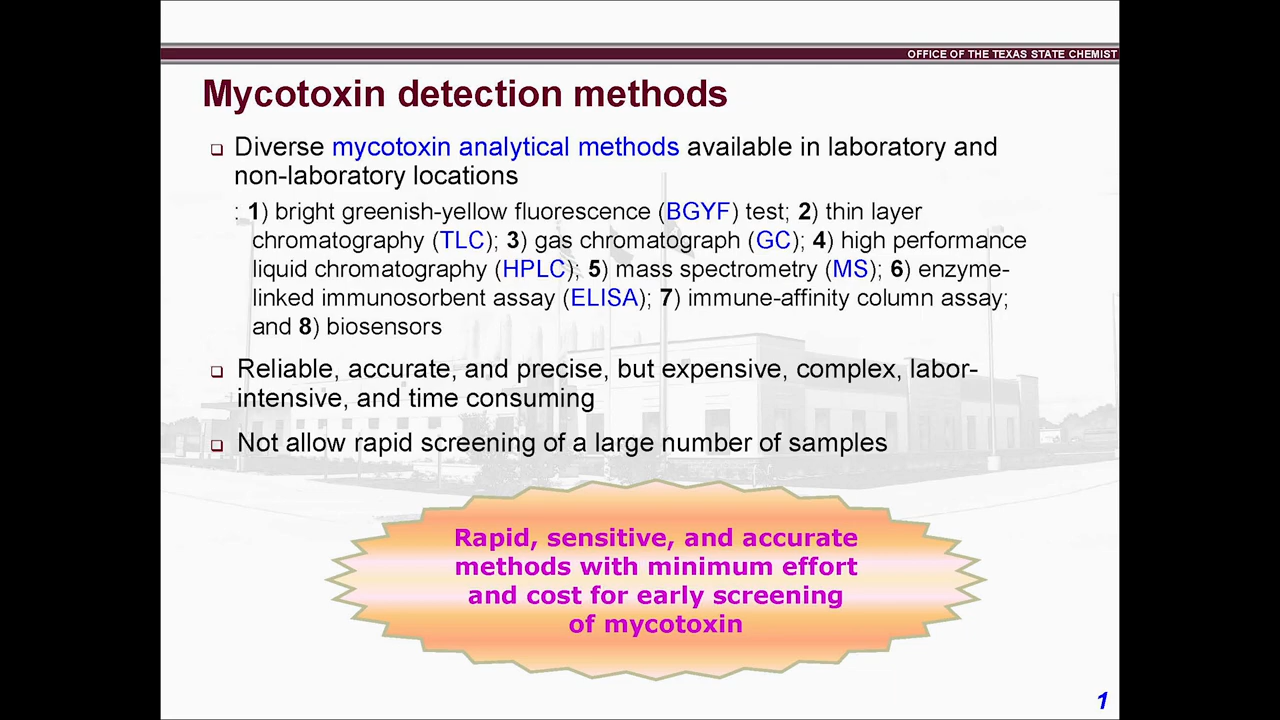 OFFICE OF THE TEXAS STATE CHEMIST
Mycotoxin detection methods
❑ Diverse mycotoxin analytical methods available in laboratory and
non-laboratory locations
: 1) bright greenish-yellow fluorescence (BGYF) test; 2) thin layer
chromatography (TLC); 3) gas chromatograph (GC); 4) high performance
liquid chromatography (HPLC); 5) mass spectrometry (MS); 6) enzyme-
linked immunosorbent assay (ELISA); 7) immune-affinity column assay;
and 8) biosensors
❑ Reliable, accurate, and precise, but expensive, complex, labor-
intensive, and time consuming
❑ Not allow rapid screening of a large number of samples
Rapid, sensitive, and accurate
methods with minimum effort
and cost for early screening
of mycotoxin
1